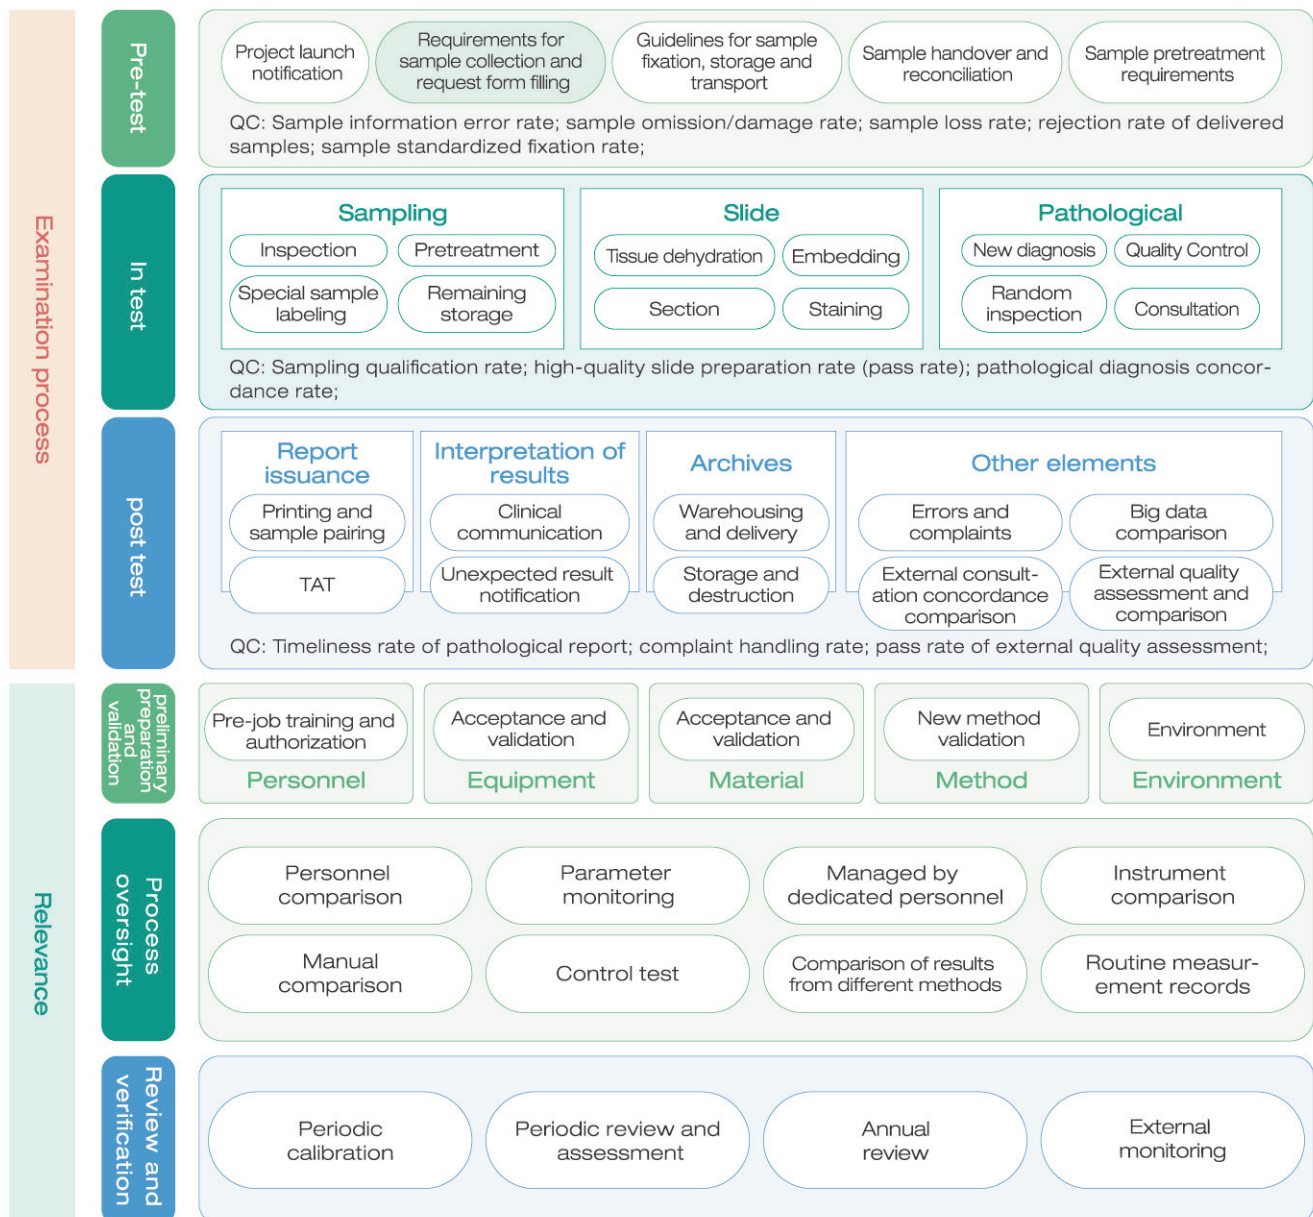 Examination process
Pre-test
Project launch
notification
Requirements for
sample collection and
request form filling
Guidelines for sample
fixation, storage and
transport
Sample handover and
reconciliation
Sample pretreatment
requirements
QC: Sample information error rate; sample omission/damage rate; sample loss rate; rejection rate of delivered
samples; sample standardized fixation rate;
In test
Sampling
Inspection
Pretreatment
Special sample
labeling
Remaining
storage
Slide
Tissue dehydration
Embedding
Section
Staining
Pathological
New diagnosis
Quality Control
Random
inspection
Consultation
QC: Sampling qualification rate; high-quality slide preparation rate (pass rate); pathological diagnosis concor-
dance rate;
post test
Report
issuance
Printing and
sample pairing
TAT
Interpretation of
results
Clinical
communication
Unexpected result
notification
Archives
Warehousing
and delivery
Storage and
destruction
Other elements
Errors and
complaints
Big data
comparison
External consult-
ation concordance
comparison
External quality
assessment and
comparison
QC: Timeliness rate of pathological report; complaint handling rate; pass rate of external quality assessment;
Relevance
preliminary
preparation
and
validation
Pre-job training and
authorization
Personnel
Acceptance and
validation
Equipment
Acceptance and
validation
Material
New method
validation
Method
Environment
Environment
Process
oversight
Personnel
comparison
Parameter
monitoring
Managed by
dedicated personnel
Instrument
comparison
Manual
comparison
Control test
Comparison of results
from different methods
Routine measur-
ement records
Review and
verification
Periodic
calibration
Periodic review and
assessment
Annual
review
External
monitoring